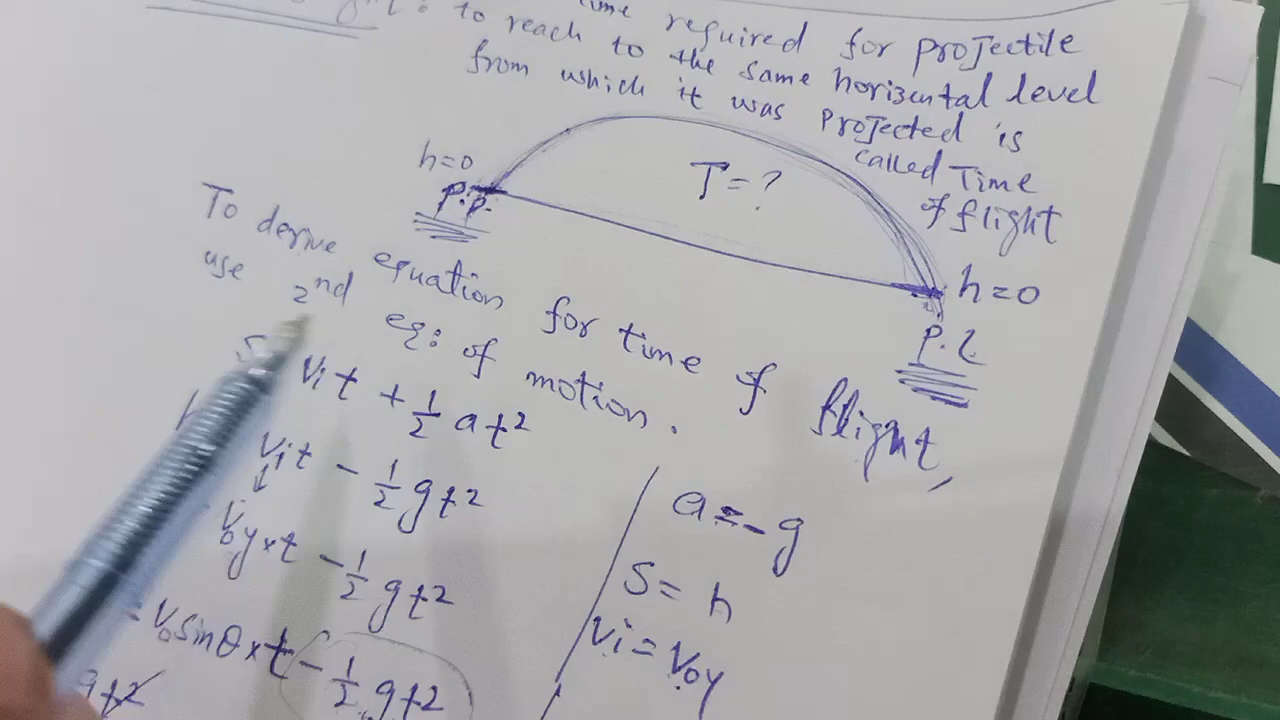 time required for projectile
to reach to the same horizental level
from which it was projected is
called Time
of flight
h=0
P.P.
T=?
h=0
P.L
To derive equation for time of flight,
use 2nd eq: of motion.
S Vit + 1/2 at²
h Vit - 1/2 gt²
Voy×t - 1/2 gt²
= VoSinθ×t - 1/2 gt²
gt²
a = -g
S = h
Vi = Voy